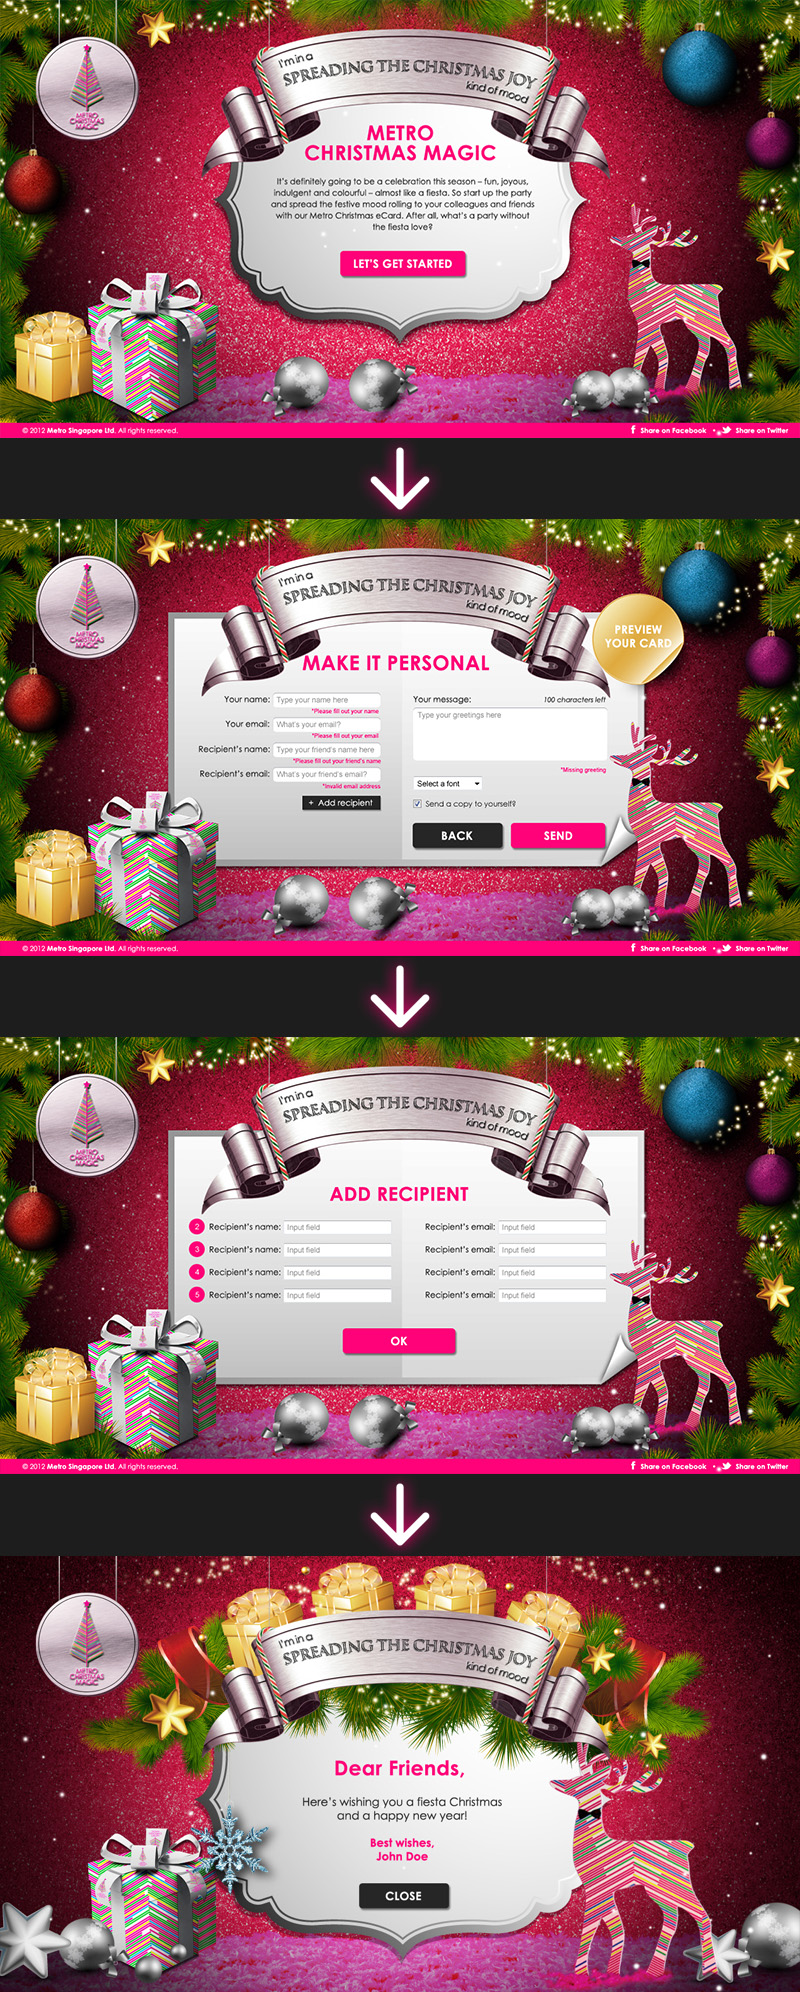 I'm in a
SPREADING THE CHRISTMAS JOY
kind of mood
METRO
CHRISTMAS
MAGIC
METRO
CHRISTMAS MAGIC
It's definitely going to be a celebration this season – fun, joyous,
indulgent and colourful – almost like a fiesta. So start up the party
and spread the festive mood rolling to your colleagues and friends
with our Metro Christmas eCard. After all, what's a party without
the fiesta love?
LET'S GET STARTED
© 2012 Metro Singapore Ltd. All rights reserved.
Share on Facebook • Share on Twitter
I'm in a
SPREADING THE CHRISTMAS JOY
kind of mood
METRO
CHRISTMAS
MAGIC
PREVIEW
YOUR CARD
MAKE IT PERSONAL
Your name: Type your name here
*Please fill out your name
Your email: What's your email?
*Please fill out your email
Recipient's name: Type your friend's name here
*Please fill out your friend's name
Recipient's email: What's your friend's email?
*Invalid email address
+ Add recipient
Your message: 100 characters left
Type your greetings here
*Missing greeting
Select a font
Send a copy to yourself?
BACK SEND
© 2012 Metro Singapore Ltd. All rights reserved.
Share on Facebook • Share on Twitter
I'm in a
SPREADING THE CHRISTMAS JOY
kind of mood
METRO
CHRISTMAS
MAGIC
ADD RECIPIENT
2 Recipient's name: Input field Recipient's email: Input field
3 Recipient's name: Input field Recipient's email: Input field
4 Recipient's name: Input field Recipient's email: Input field
5 Recipient's name: Input field Recipient's email: Input field
OK
© 2012 Metro Singapore Ltd. All rights reserved.
Share on Facebook • Share on Twitter
I'm in a
SPREADING THE CHRISTMAS JOY
kind of mood
METRO
CHRISTMAS
MAGIC
Dear Friends,
Here's wishing you a fiesta Christmas
and a happy new year!
Best wishes,
John Doe
CLOSE